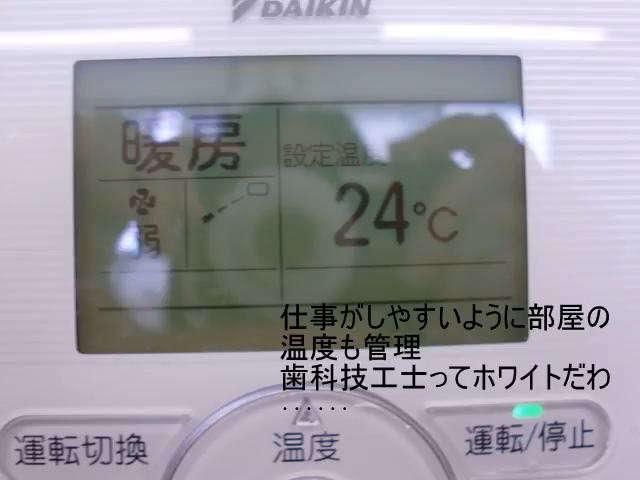 DAIKIN
暖房
設定温度
弱
24℃
仕事がしやすいように部屋の
温度も管理
歯科技工士ってホワイトだわ
......
運転切換
温度
運転/停止